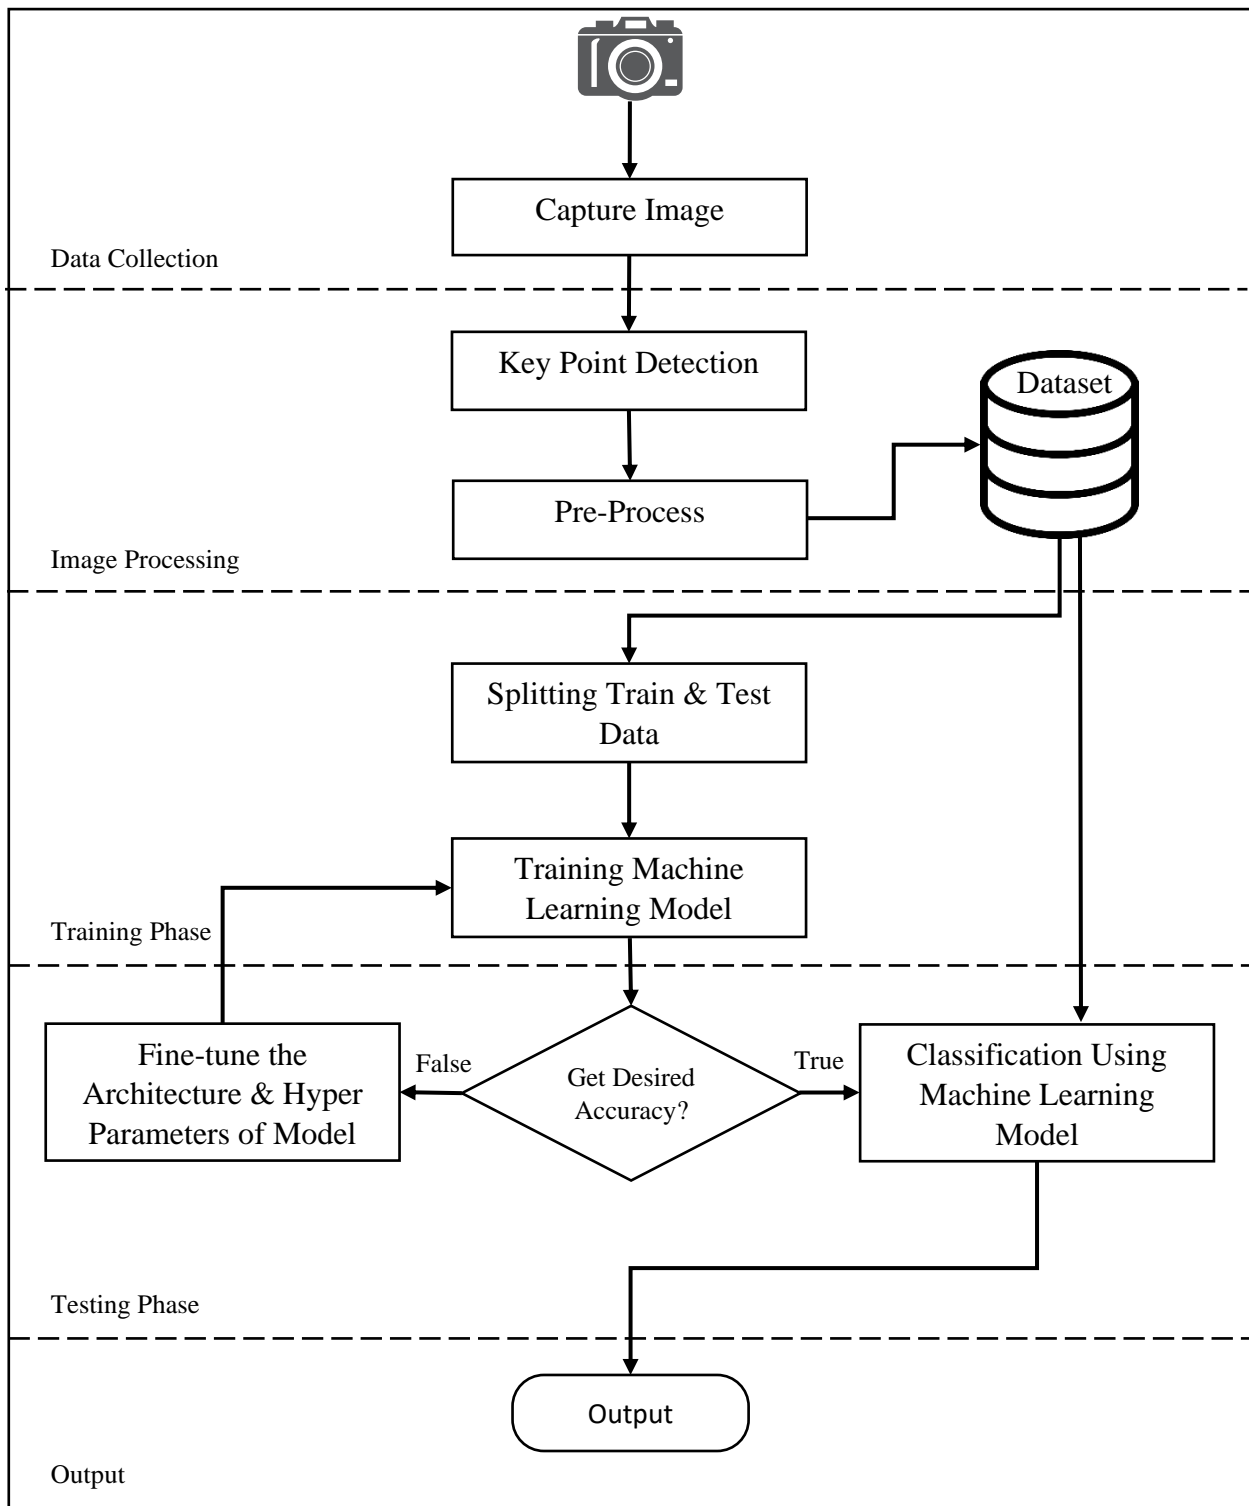 Capture Image
Data Collection
Key Point Detection
Dataset
Pre-Process
Image Processing
Splitting Train & Test
Data
Training Machine
Learning Model
Training Phase
Fine-tune the
Architecture & Hyper
Parameters of Model
False
Get Desired
Accuracy?
True
Classification Using
Machine Learning
Model
Testing Phase
Output
Output